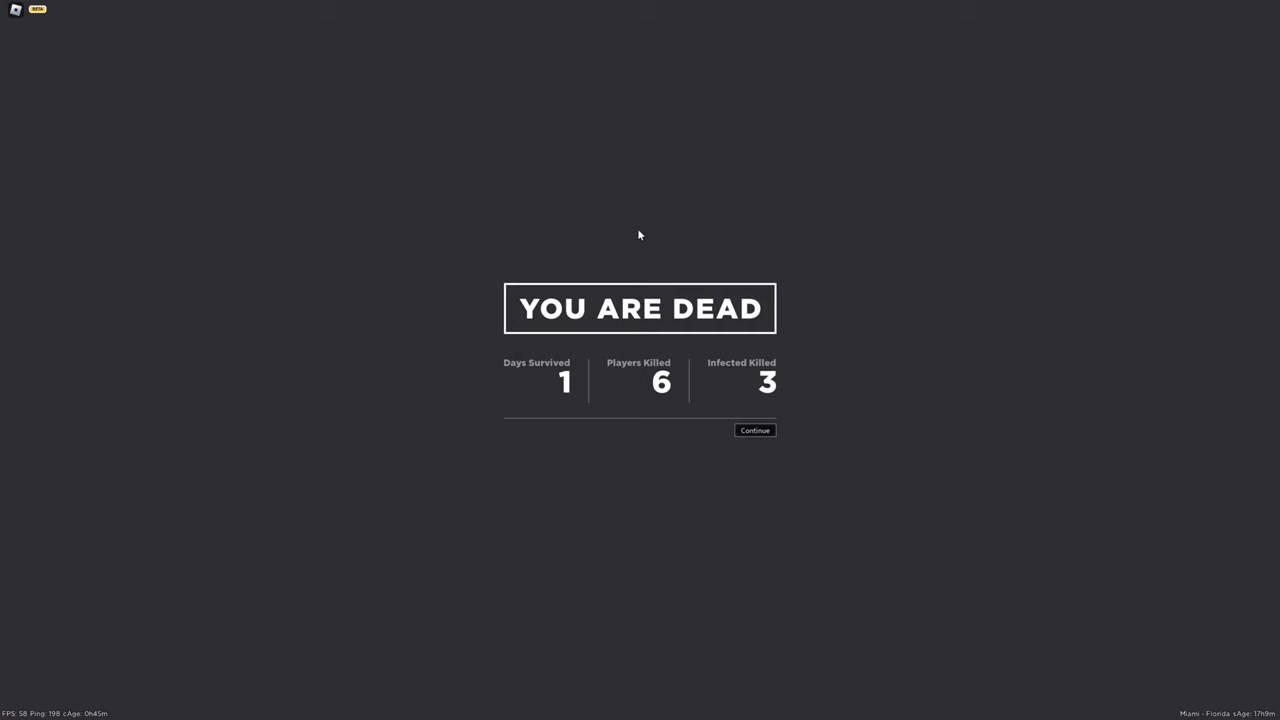 BETA
YOU ARE DEAD
Days Survived Players Killed Infected Killed
1 6 3
Continue
FPS: 58 Ping: 198 cAge: 0h45m Miami - Florida sAge: 17h9m